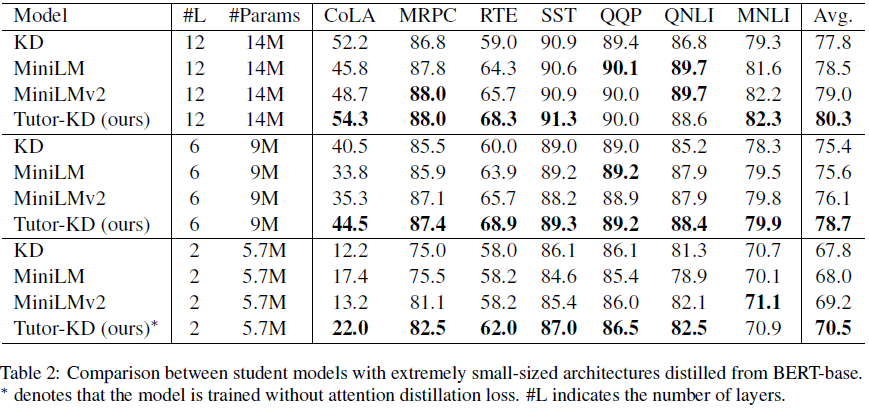 Model #L #Params CoLA MRPC RTE SST QQP QNLI MNLI Avg.
KD 12 14M 52.2 86.8 59.0 90.9 89.4 86.8 79.3 77.8
MiniLM 12 14M 45.8 87.8 64.3 90.6 90.1 89.7 81.6 78.5
MiniLMv2 12 14M 48.7 88.0 65.7 90.9 90.0 89.7 82.2 79.0
Tutor-KD (ours) 12 14M 54.3 88.0 68.3 91.3 90.0 88.6 82.3 80.3
KD 6 9M 40.5 85.5 60.0 89.0 89.0 85.2 78.3 75.4
MiniLM 6 9M 33.8 85.9 63.9 89.2 89.2 87.9 79.5 75.6
MiniLMv2 6 9M 35.3 87.1 65.7 88.2 88.9 87.9 79.8 76.1
Tutor-KD (ours) 6 9M 44.5 87.4 68.9 89.3 89.2 88.4 79.9 78.7
KD 2 5.7M 12.2 75.0 58.0 86.1 86.1 81.3 70.7 67.8
MiniLM 2 5.7M 17.4 75.5 58.2 84.6 85.4 78.9 70.1 68.0
MiniLMv2 2 5.7M 13.2 81.1 58.2 85.4 86.0 82.1 71.1 69.2
Tutor-KD (ours)* 2 5.7M 22.0 82.5 62.0 87.0 86.5 82.5 70.9 70.5
Table 2: Comparison between student models with extremely small-sized architectures distilled from BERT-base.
* denotes that the model is trained without attention distillation loss. #L indicates the number of layers.